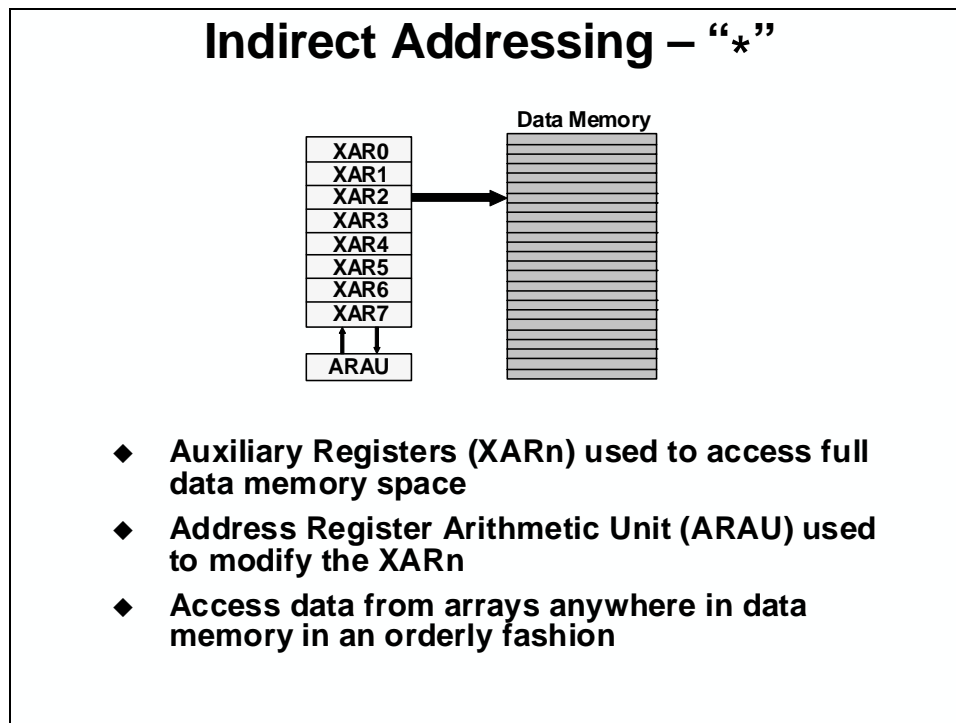 Indirect Addressing – “*”
Data Memory
XAR0
XAR1
XAR2
XAR3
XAR4
XAR5
XAR6
XAR7
ARAU
◆ Auxiliary Registers (XARn) used to access full
data memory space
◆ Address Register Arithmetic Unit (ARAU) used
to modify the XARn
◆ Access data from arrays anywhere in data
memory in an orderly fashion